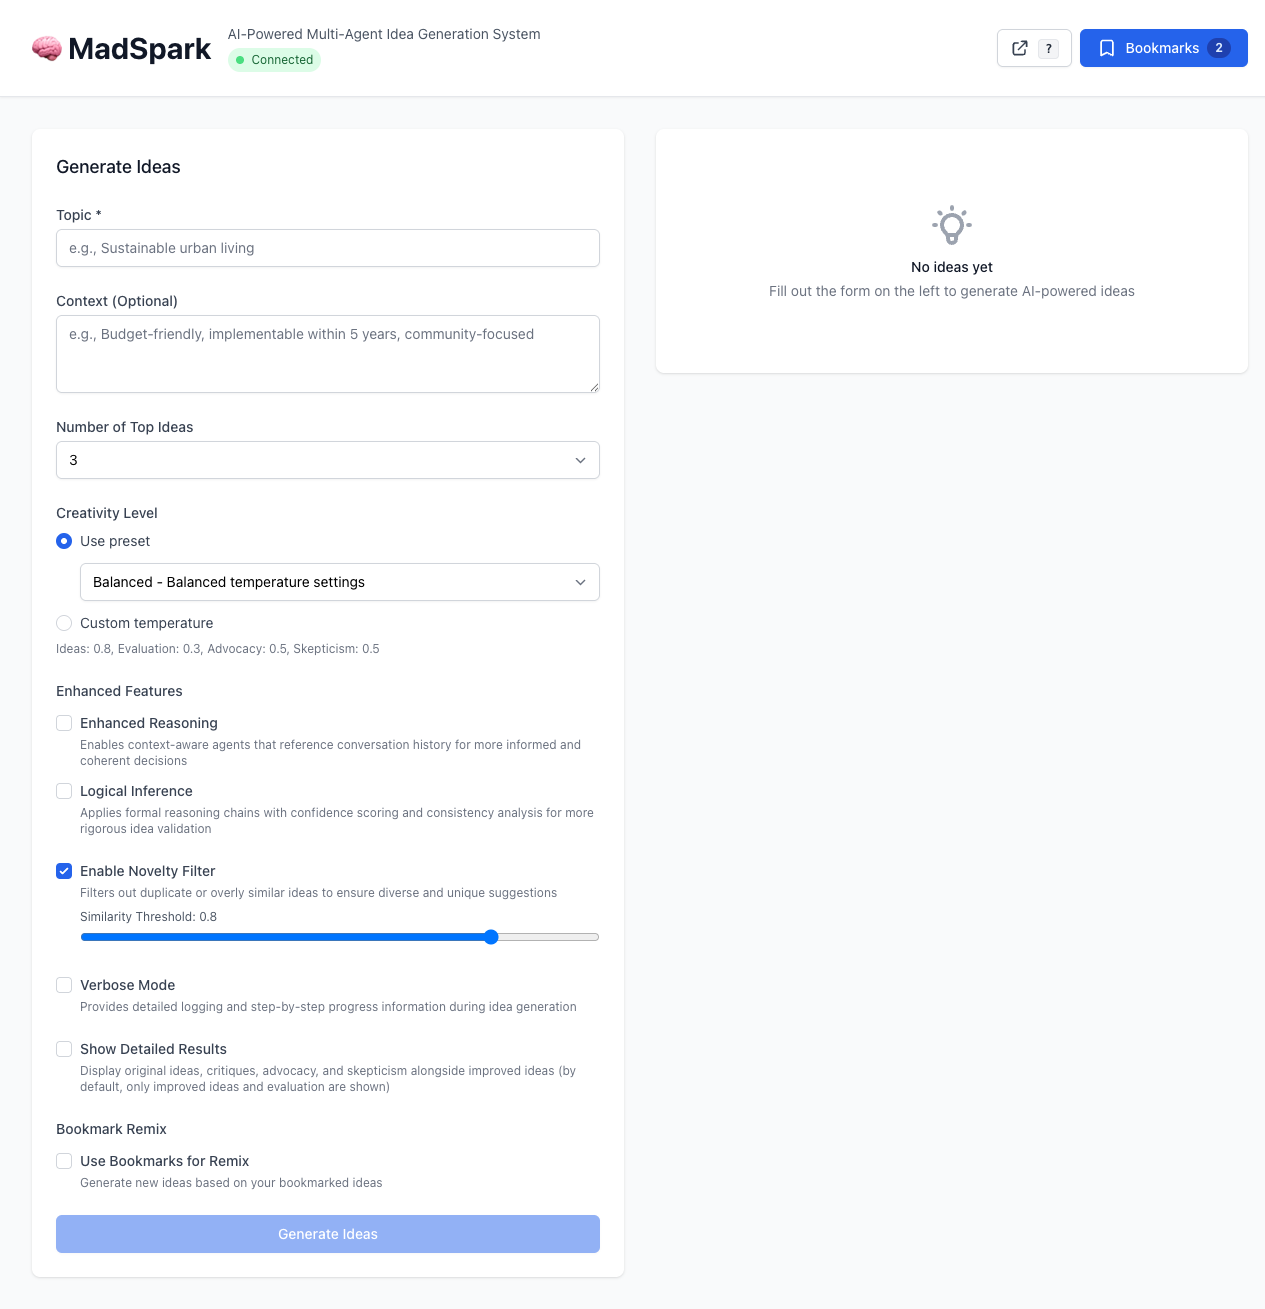 MadSpark
AI-Powered Multi-Agent Idea Generation System
Connected
?
Bookmarks 2
Generate Ideas
Topic *
e.g., Sustainable urban living
Context (Optional)
e.g., Budget-friendly, implementable within 5 years, community-focused
Number of Top Ideas
3
Creativity Level
Use preset
Balanced - Balanced temperature settings
Custom temperature
Ideas: 0.8, Evaluation: 0.3, Advocacy: 0.5, Skepticism: 0.5
Enhanced Features
Enhanced Reasoning
Enables context-aware agents that reference conversation history for more informed and
coherent decisions
Logical Inference
Applies formal reasoning chains with confidence scoring and consistency analysis for more
rigorous idea validation
Enable Novelty Filter
Filters out duplicate or overly similar ideas to ensure diverse and unique suggestions
Similarity Threshold: 0.8
Verbose Mode
Provides detailed logging and step-by-step progress information during idea generation
Show Detailed Results
Display original ideas, critiques, advocacy, and skepticism alongside improved ideas (by
default, only improved ideas and evaluation are shown)
Bookmark Remix
Use Bookmarks for Remix
Generate new ideas based on your bookmarked ideas
Generate Ideas
No ideas yet
Fill out the form on the left to generate AI-powered ideas